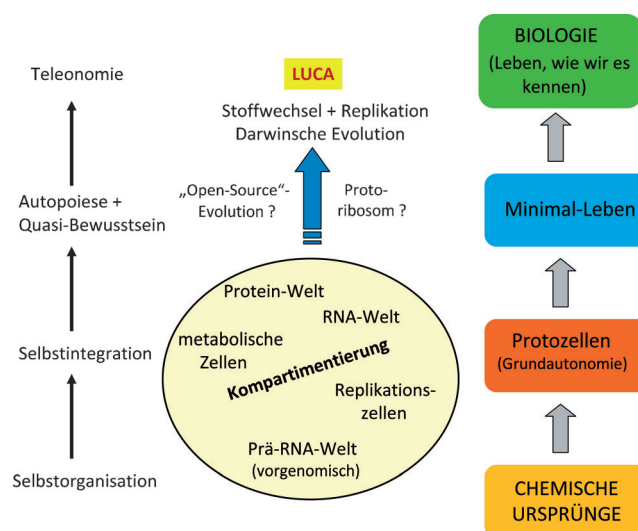 Teleonomie
Autopoiese +
Quasi-Bewusstsein
Selbstintegration
Selbstorganisation
LUCA
Stoffwechsel + Replikation
Darwinsche Evolution
„Open-Source“-
Evolution ?
Proto-
ribosom ?
Protein-Welt
RNA-Welt
metabolische
Zellen
Kompartimentierung
Replikations-
zellen
Prä-RNA-Welt
(vorgenomisch)
BIOLOGIE
(Leben, wie wir es
kennen)
Minimal-Leben
Protozellen
(Grundautonomie)
CHEMISCHE
URSPRÜNGE